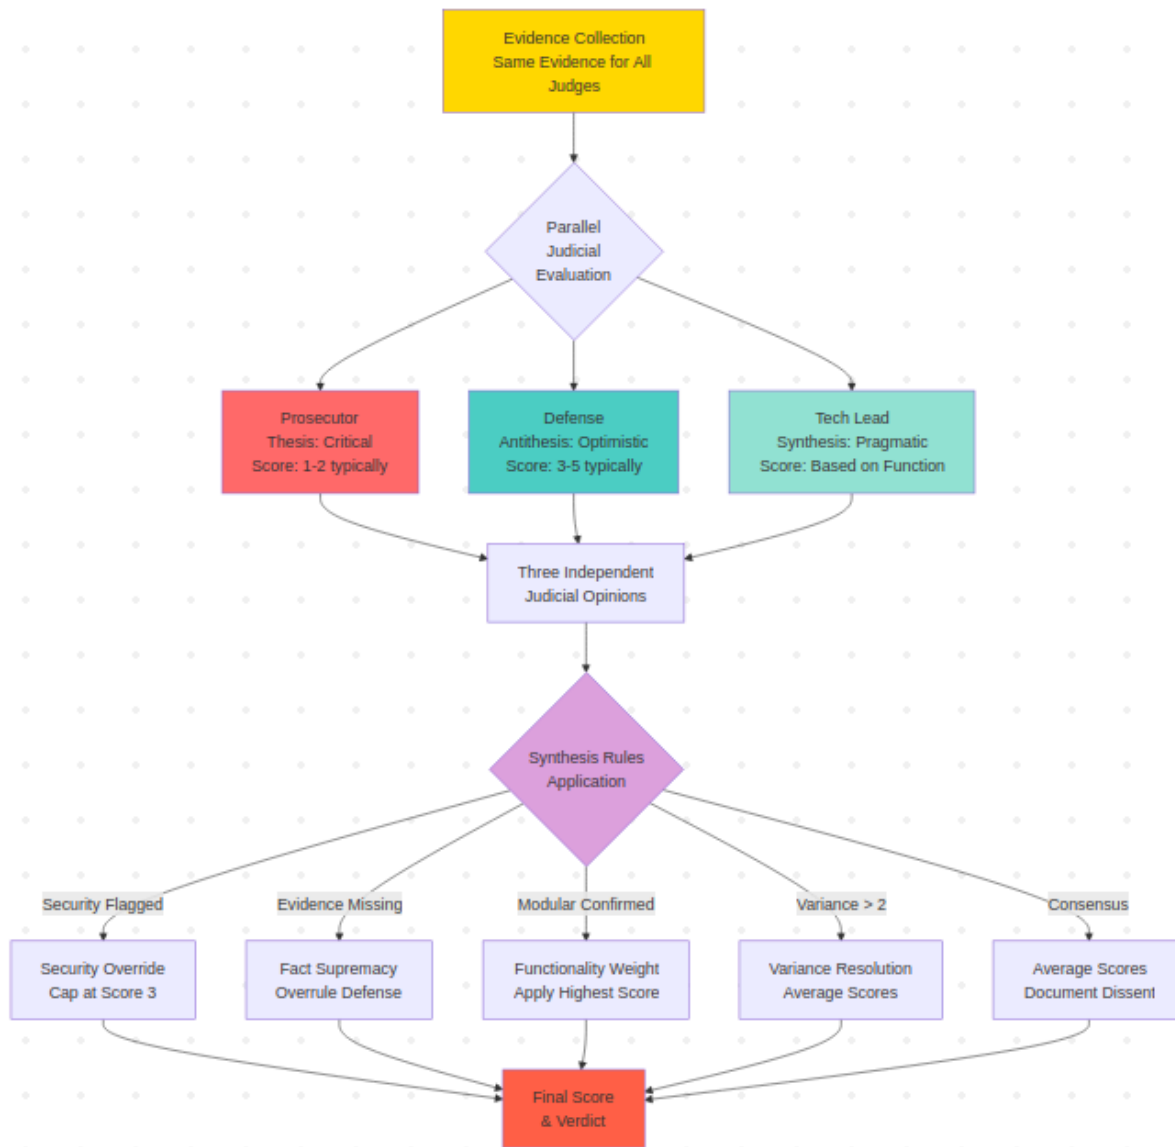 Evidence Collection
Same Evidence for All
Judges
Parallel
Judicial
Evaluation
Prosecutor
Thesis: Critical
Score: 1-2 typically
Defense
Antithesis: Optimistic
Score: 3-5 typically
Tech Lead
Synthesis: Pragmatic
Score: Based on Function
Three Independent
Judicial Opinions
Synthesis Rules
Application
Security Flagged
Evidence Missing
Modular Confirmed
Variance > 2
Consensus
Security Override
Cap at Score 3
Fact Supremacy
Overrule Defense
Functionality Weight
Apply Highest Score
Variance Resolution
Average Scores
Average Scores
Document Dissent
Final Score
& Verdict